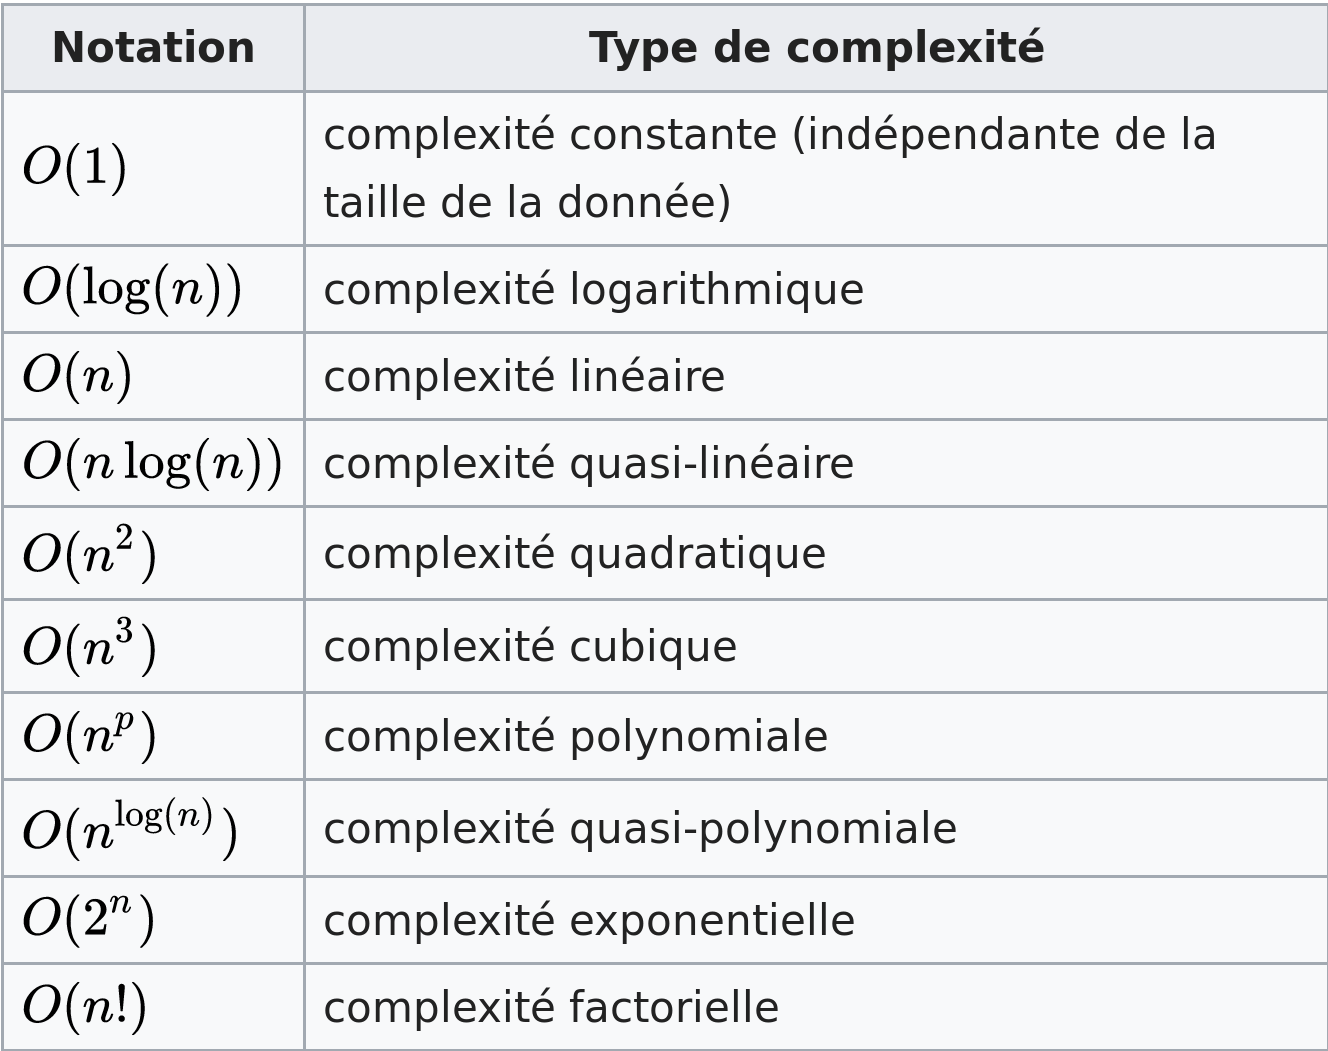 Notation Type de complexité
O(1) complexité constante (indépendante de la
taille de la donnée)
O(log(n)) complexité logarithmique
O(n) complexité linéaire
O(n log(n)) complexité quasi-linéaire
O(n²) complexité quadratique
O(n³) complexité cubique
O(n^p) complexité polynomiale
O(n^log(n)) complexité quasi-polynomiale
O(2^n) complexité exponentielle
O(n!) complexité factorielle